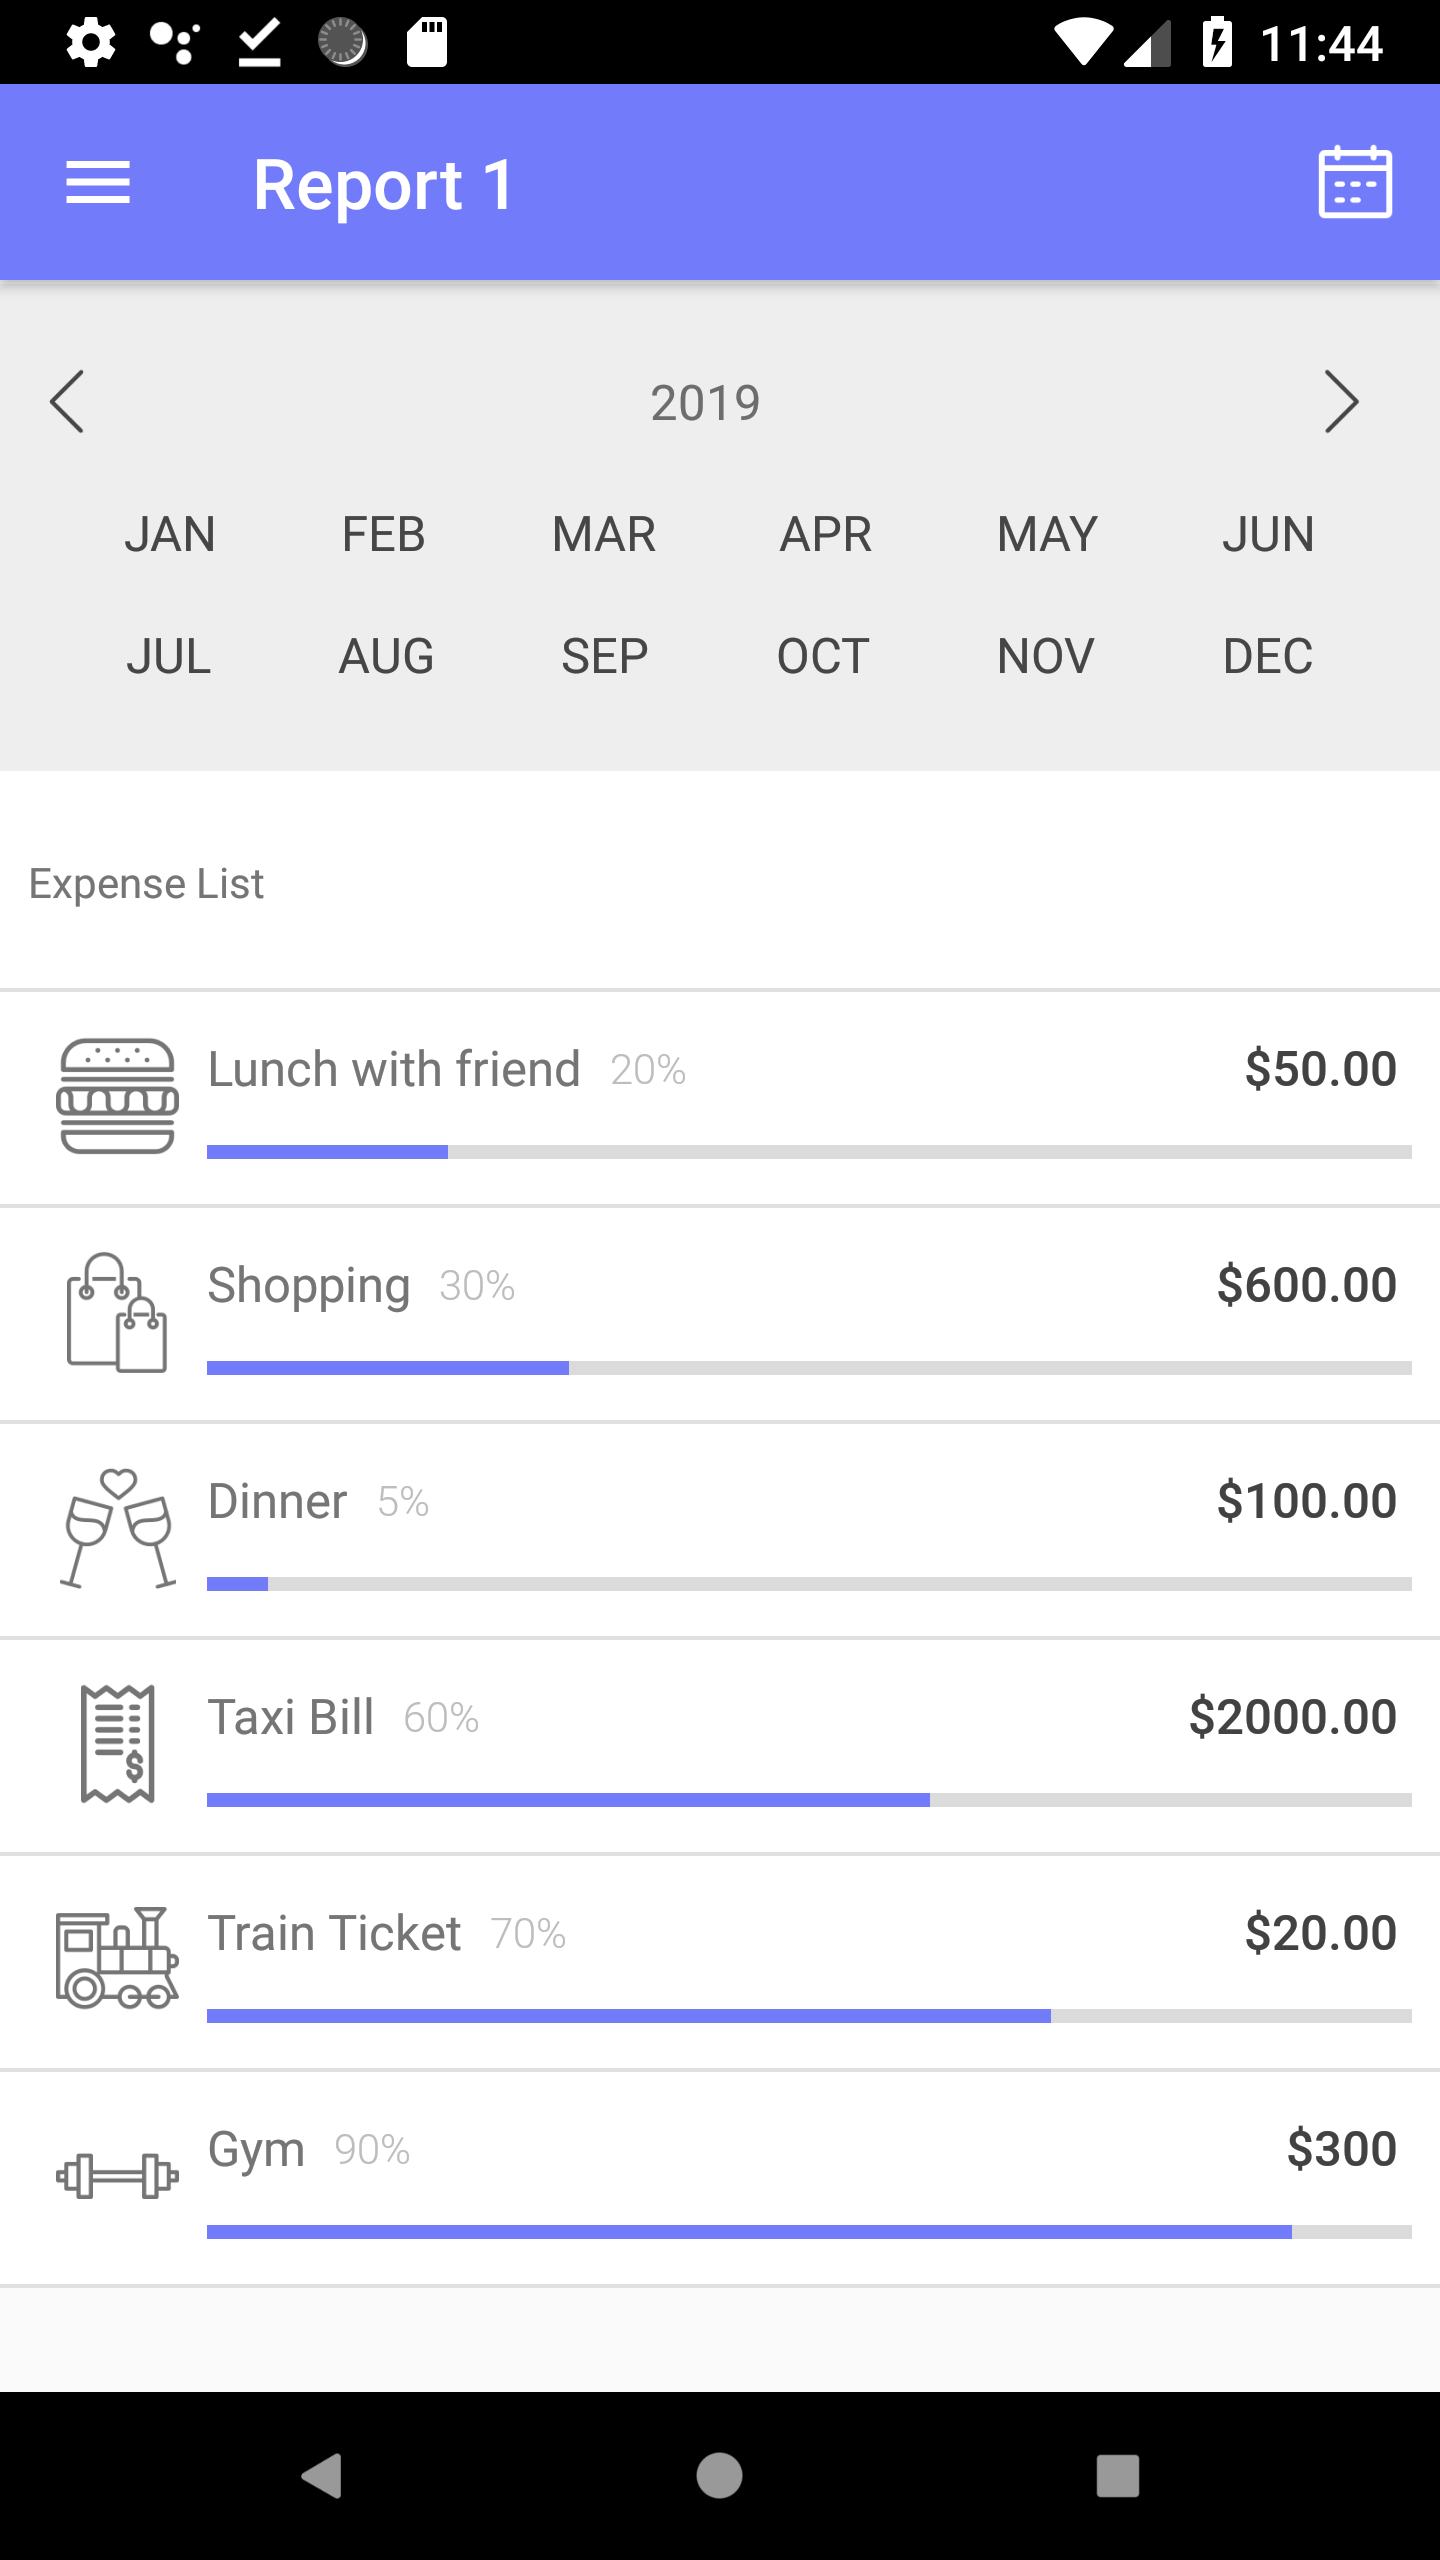 11:44
Report 1
2019
JAN FEB MAR APR MAY JUN
JUL AUG SEP OCT NOV DEC
Expense List
Lunch with friend 20% $50.00
Shopping 30% $600.00
Dinner 5% $100.00
Taxi Bill 60% $2000.00
Train Ticket 70% $20.00
Gym 90% $300